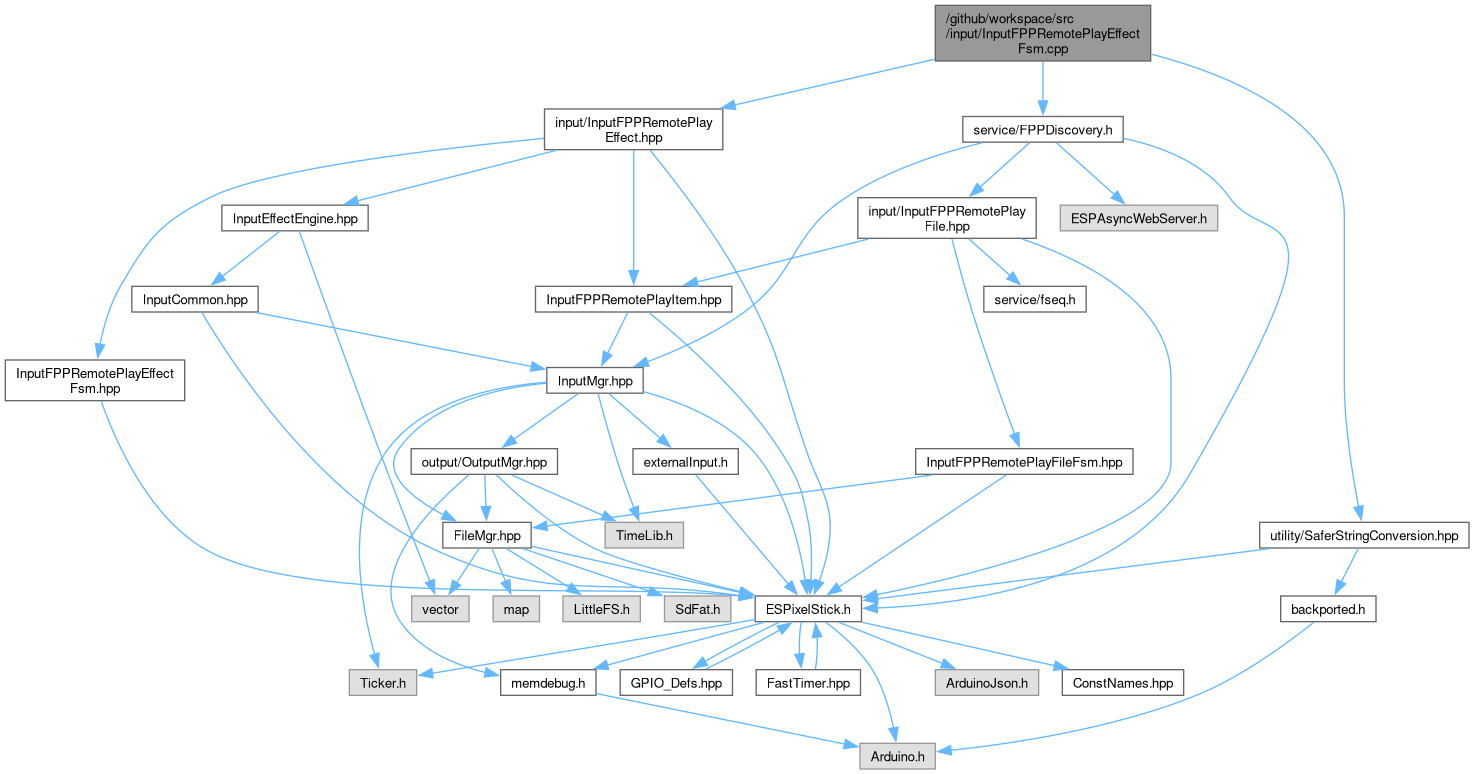 /github/workspace/src
/input/InputFPPRemotePlayEffect
Fsm.cpp
input/InputFPPRemotePlay
Effect.hpp
service/FPPDiscovery.h
InputEffectEngine.hpp
input/InputFPPRemotePlay
File.hpp
ESPAsyncWebServer.h
InputCommon.hpp
InputFPPRemotePlayItem.hpp
service/fseq.h
InputFPPRemotePlayEffect
Fsm.hpp
InputMgr.hpp
output/OutputMgr.hpp
externalInput.h
InputFPPRemotePlayFileFsm.hpp
FileMgr.hpp
TimeLib.h
utility/SaferStringConversion.hpp
vector
map
LittleFS.h
SdFat.h
ESPixelStick.h
backported.h
Ticker.h
memdebug.h
GPIO_Defs.hpp
FastTimer.hpp
ArduinoJson.h
ConstNames.hpp
Arduino.h